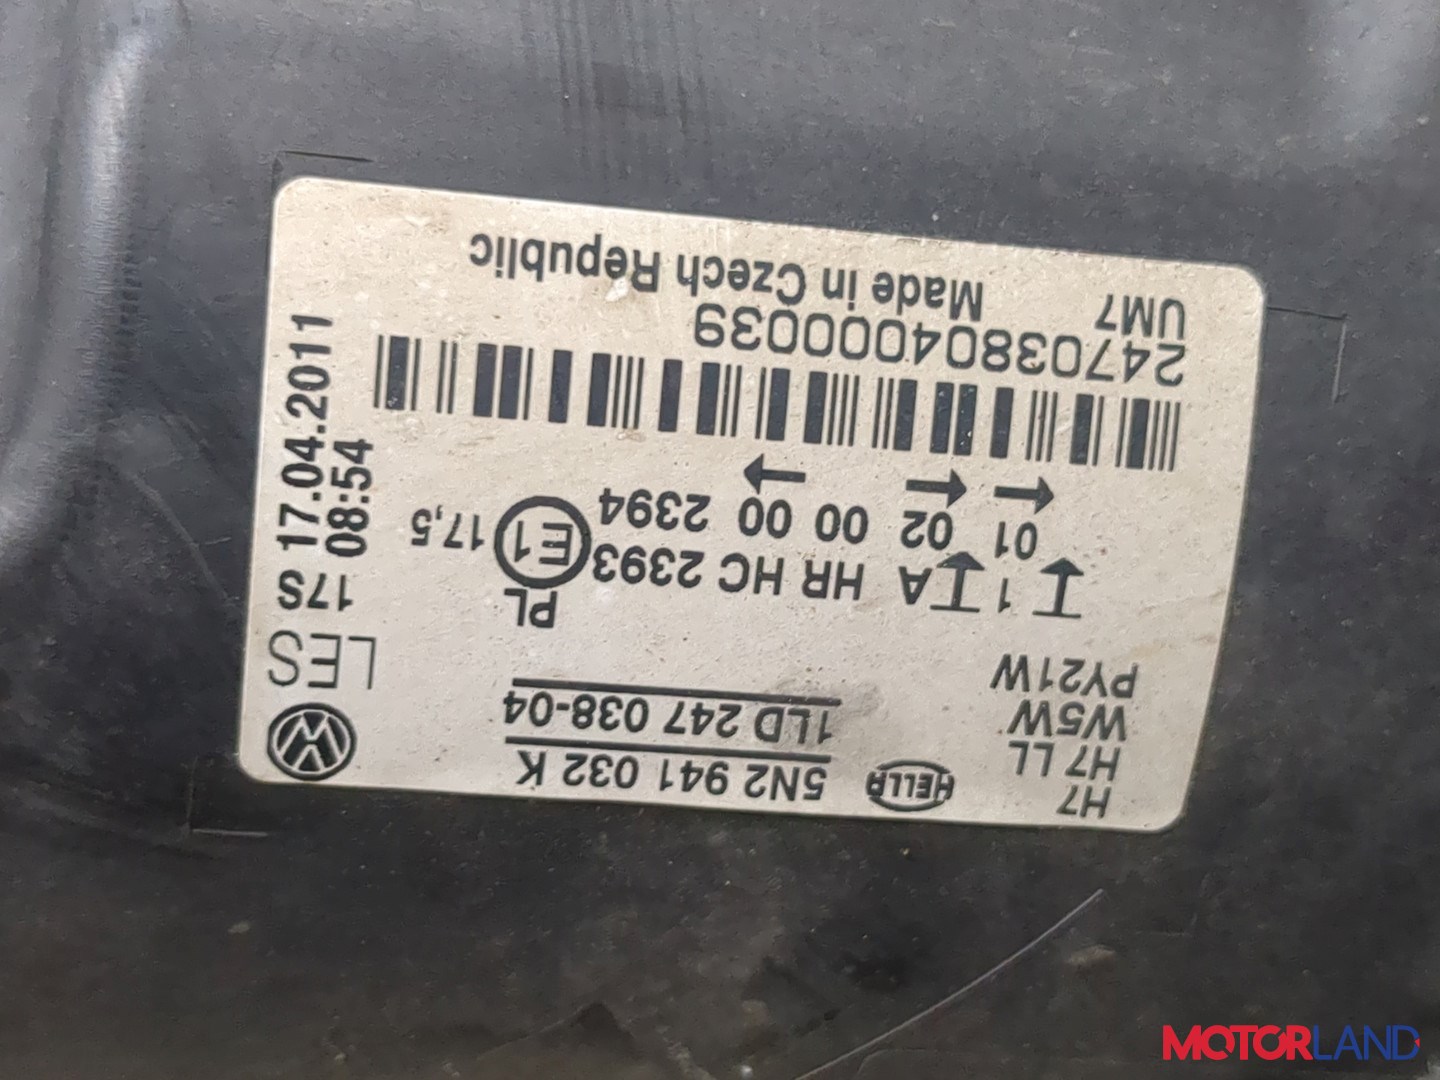 H7
H7 LL
W5W
PY21W
HELLA
5N2 941 032 K
1LD 247 038-04
LES
17S
17.04.2011
08:54
PL
1 A HR HC 2393 E1 17,5
01 02 00 00 2394
2470380400039
UM7 Made in Czech Republic
MOTORLAND